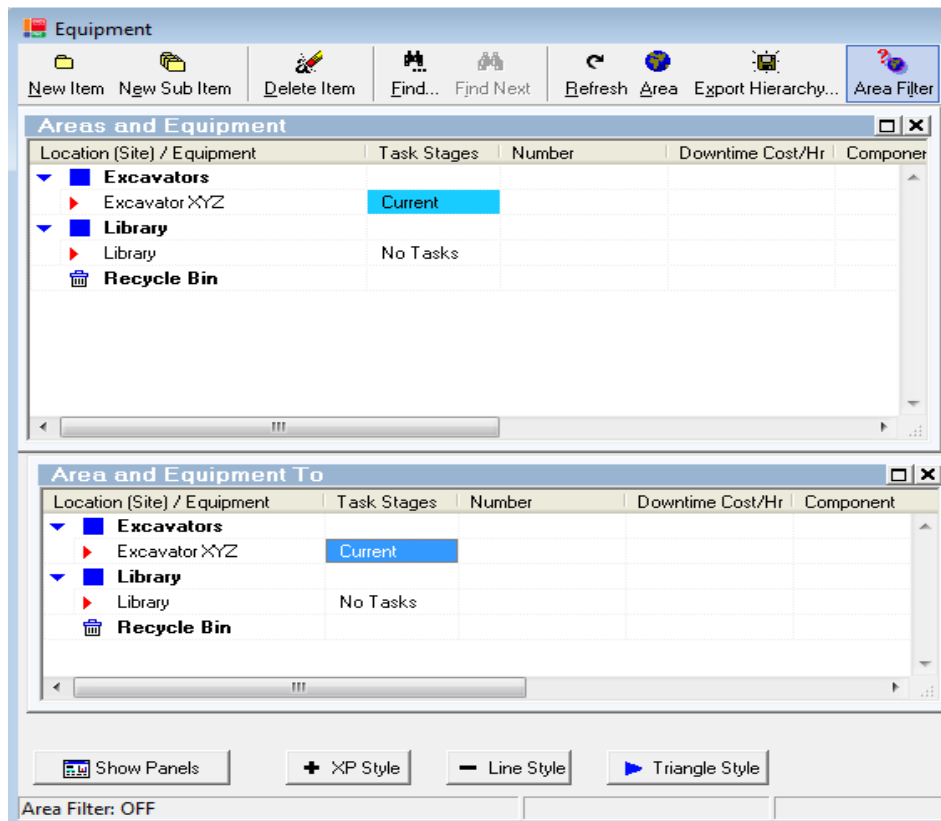 Equipment
New Item New Sub Item Delete Item Find... Find Next Refresh Area Export Hierarchy... Area Filter
Areas and Equipment
Location (Site) / Equipment Task Stages Number Downtime Cost/Hr Componer
Excavators
Excavator XYZ Current
Library
Library No Tasks
Recycle Bin
Area and Equipment To
Location (Site) / Equipment Task Stages Number Downtime Cost/Hr Component
Excavators
Excavator XYZ Current
Library
Library No Tasks
Recycle Bin
Show Panels XP Style Line Style Triangle Style
Area Filter: OFF